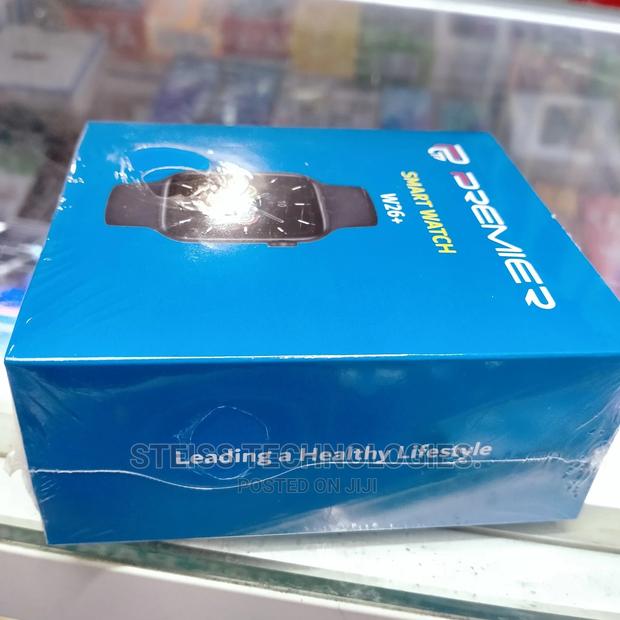 PREMIER
SMART WATCH
W26+
Leading a Healthy Lifestyle
STEISS TECHNOLOGIES.
POSTED ON JIJI